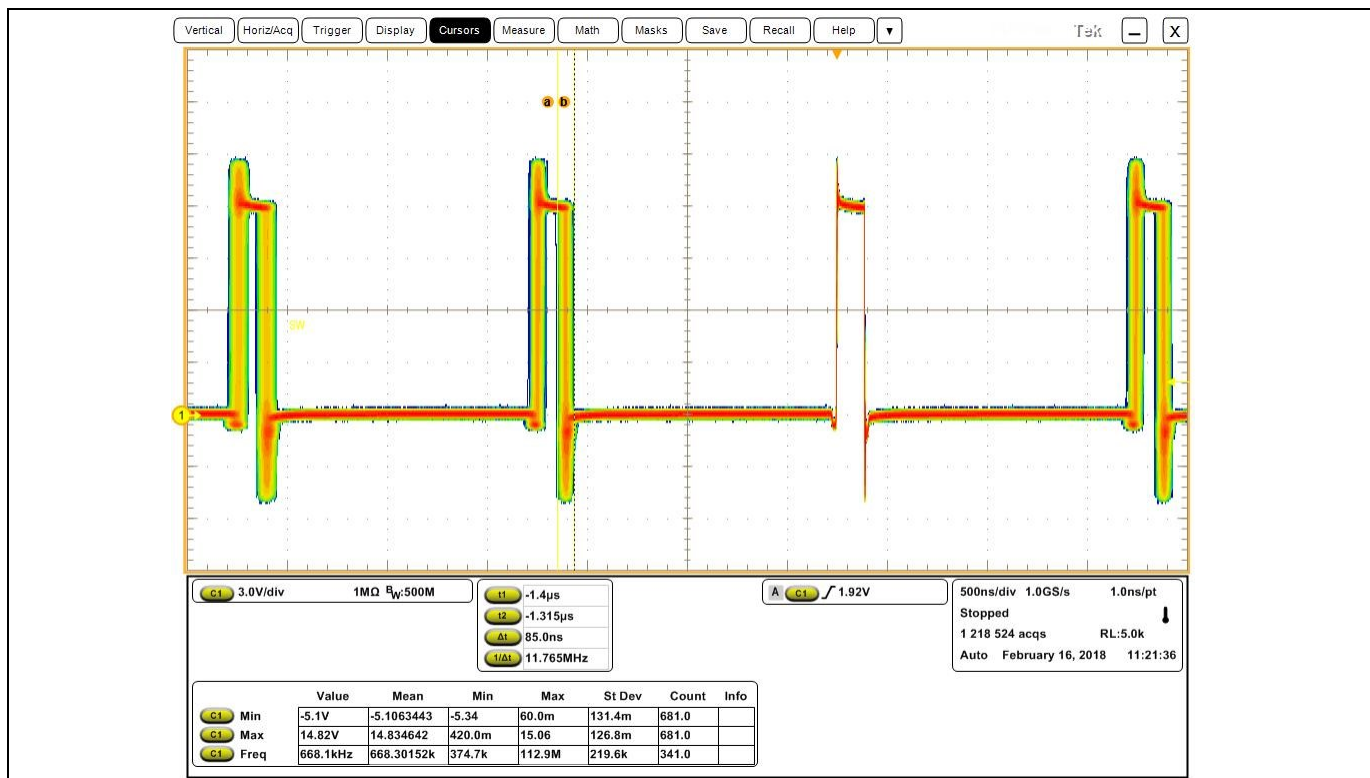 Vertical Horiz/Acq Trigger Display Cursors Measure Math Masks Save Recall Help ▼ Tek X
a b
SW
1
C1 3.0V/div 1MΩ BW:500M
t1 -1.4µs
t2 -1.315µs
Δt 85.0ns
1/Δt 11.765MHz
A C1 1.92V
500ns/div 1.0GS/s 1.0ns/pt
Stopped
1 218 524 acqs RL:5.0k
Auto February 16, 2018 11:21:36
Value Mean Min Max St Dev Count Info
C1 Min -5.1V -5.1063443 -5.34 60.0m 131.4m 681.0
C1 Max 14.82V 14.834642 420.0m 15.06 126.8m 681.0
C1 Freq 668.1kHz 668.30152k 374.7k 112.9M 219.6k 341.0